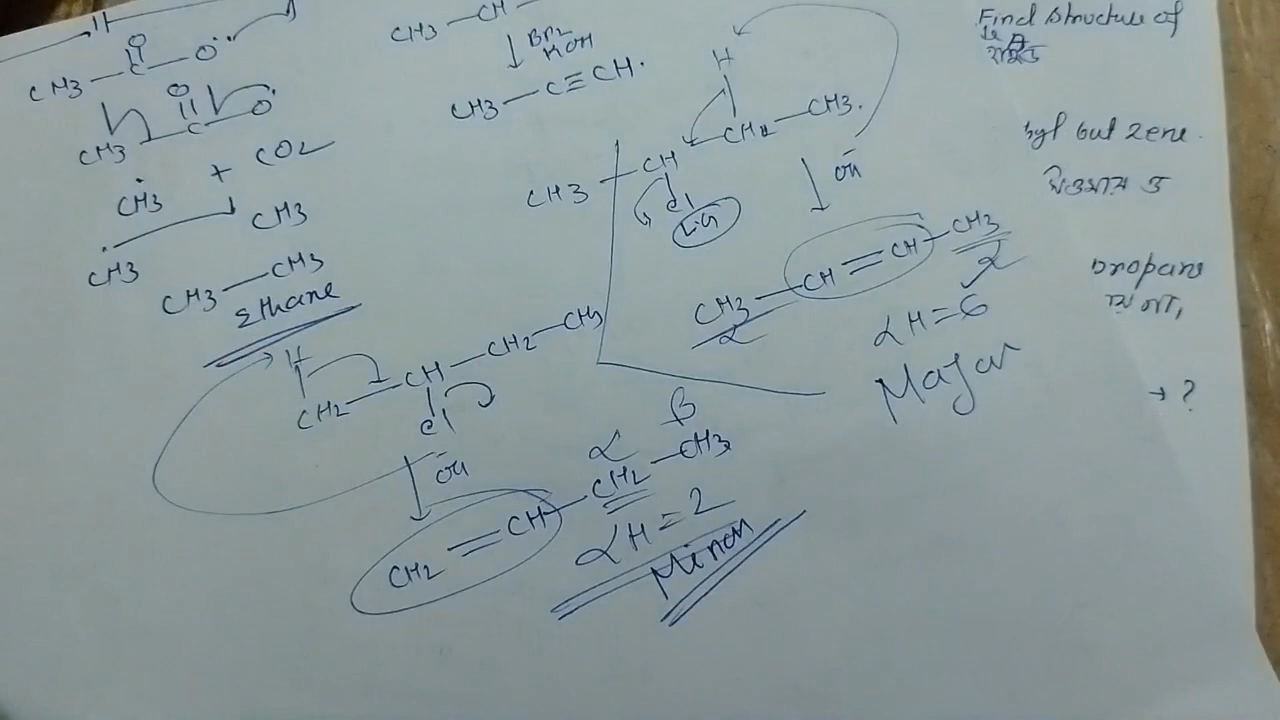 O
CH3 — C — O
O
CH3 — C — O
+ CO2
CH3
CH3
CH3
CH3 — CH3
Ethane
CH3 — CH
↓ Br2
KOH
CH3 — C ≡ CH.
H
CH2 — CH3.
CH3 — CH
Cl
OH
CH3 — CH = CH — CH3
α
α
αH = 6
Major
H
CH2 — CH — CH2 — CH3
Cl
OH
β
α
CH2 = CH — CH2 — CH3
αH = 2
Minor
Find structure of
→ ?